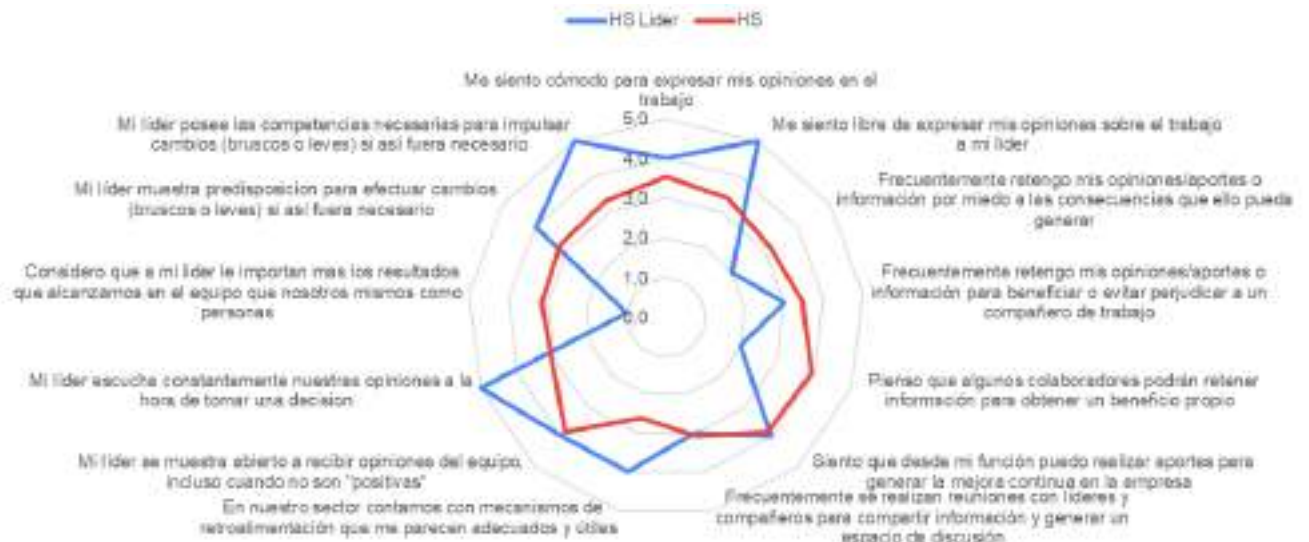 HS Lider HS
Me siento cómodo para expresar mis opiniones en el
trabajo
Mi líder posee las competencias necesarias para impulsar
cambios (bruscos o leves) si así fuera necesario
Me siento libre de expresar mis opiniones sobre el trabajo
a mi líder
Mi líder muestra predisposicion para efectuar cambios
(bruscos o leves) si así fuera necesario
Frecuentemente retengo mis opiniones/aportes o
información por miedo a las consecuencias que ello pueda
generar
Considero que a mi líder le importan mas los resultados
que alcanzamos en el equipo que nosotros mismos como
personas
Frecuentemente retengo mis opiniones/aportes o
información para beneficiar o evitar perjudicar a un
compañero de trabajo
Mi líder escucha constantemente nuestras opiniones a la
hora de tomar una decision
Pienso que algunos colaboradores podrán retener
información para obtener un beneficio propio
Mi líder se muestra abierto a recibir opiniones del equipo,
incluso cuando no son "positivas"
Siento que desde mi función puedo realizar aportes para
generar la mejora continua en la empresa
En nuestro sector contamos con mecanismos de
retroalimentación que me parecen adecuados y útiles
Frecuentemente se realizan reuniones con líderes y
compañeros para compartir información y generar un
espacio de discusión
5,0
4,0
3,0
2,0
1,0
0,0